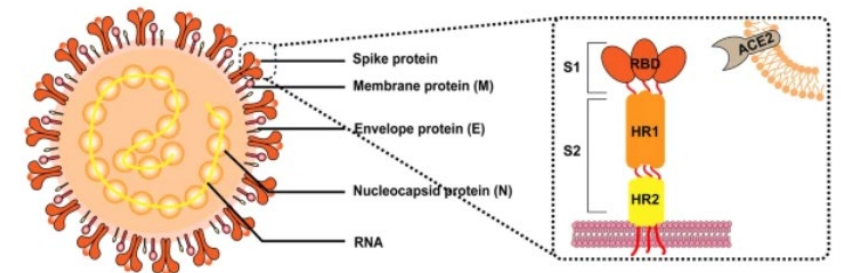 Spike protein
Membrane protein (M)
Envelope protein (E)
Nucleocapsid protein (N)
RNA
S1
RBD
ACE2
S2
HR1
HR2